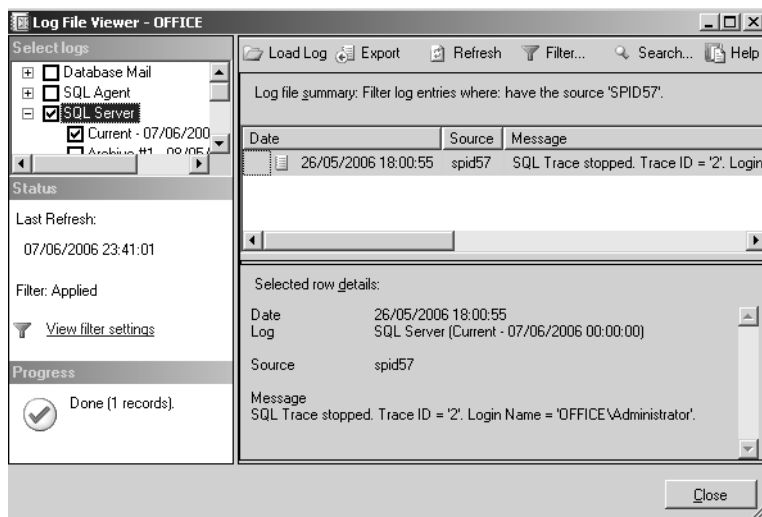 Log File Viewer - OFFICE
Select logs
Database Mail
SQL Agent
SQL Server
Current - 07/06/200
Archive #1 - 08/05/
Status
Last Refresh:
07/06/2006 23:41:01
Filter: Applied
View filter settings
Progress
Done (1 records).
Load Log Export Refresh Filter... Search... Help
Log file summary: Filter log entries where: have the source 'SPID57'.
Date Source Message
26/05/2006 18:00:55 spid57 SQL Trace stopped. Trace ID = '2'. Login
Selected row details:
Date 26/05/2006 18:00:55
Log SQL Server (Current - 07/06/2006 00:00:00)
Source spid57
Message
SQL Trace stopped. Trace ID = '2'. Login Name = 'OFFICE\Administrator'.
Close